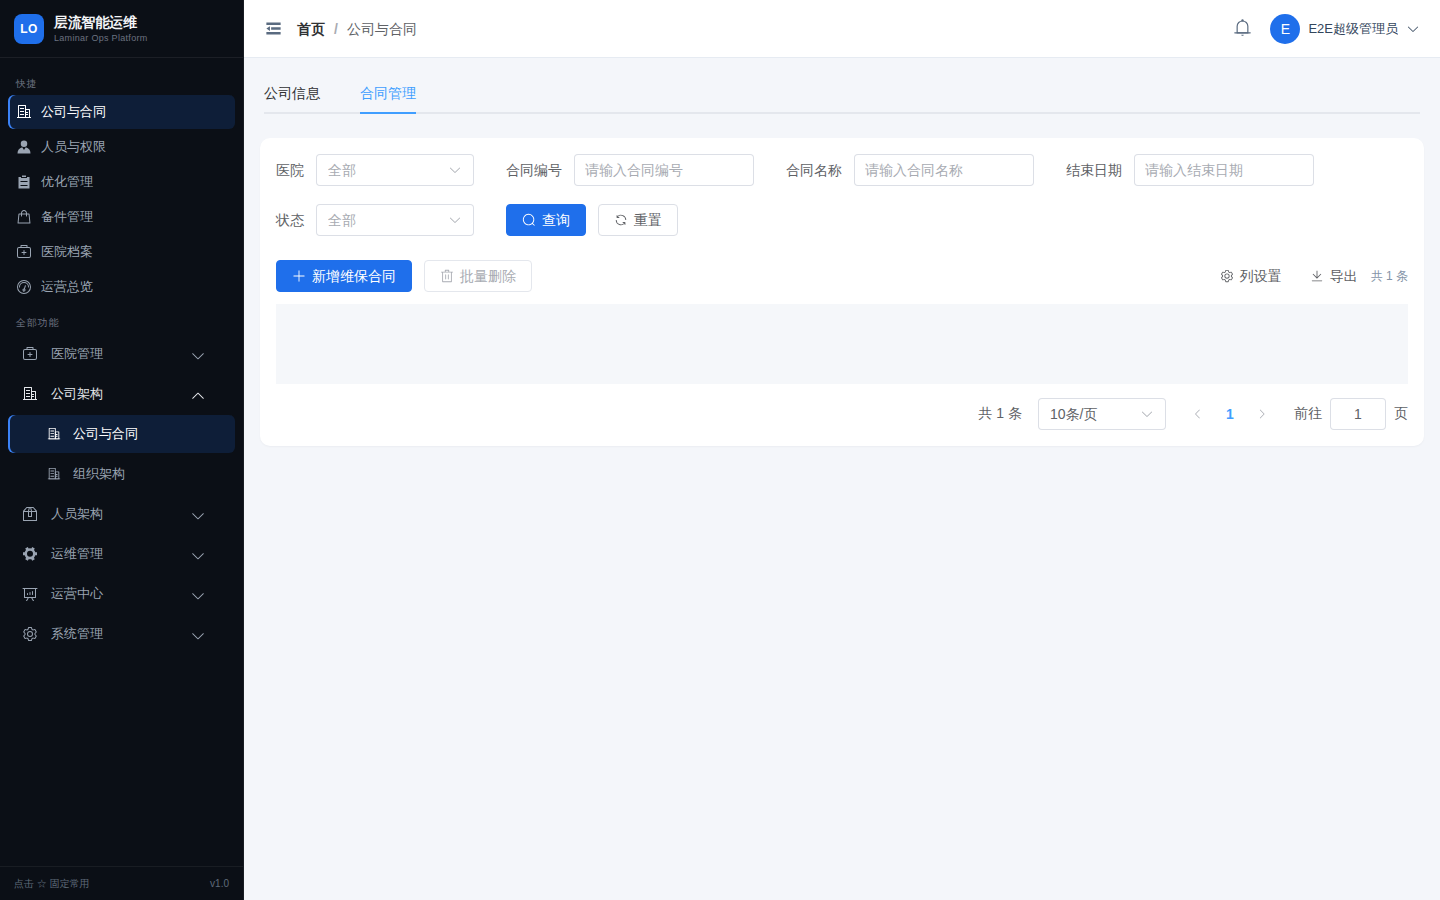 LO
层流智能运维
Laminar Ops Platform
快捷
公司与合同
人员与权限
优化管理
备件管理
医院档案
运营总览
全部功能
医院管理
公司架构
公司与合同
组织架构
人员架构
运维管理
运营中心
系统管理
点击 ☆ 固定常用 v1.0
首页 / 公司与合同
E E2E超级管理员
公司信息 合同管理
医院 全部 合同编号 请输入合同编号 合同名称 请输入合同名称 结束日期 请输入结束日期
状态 全部 查询 重置
新增维保合同 批量删除 列设置 导出 共 1 条
共 1 条 10条/页 1 前往 1 页